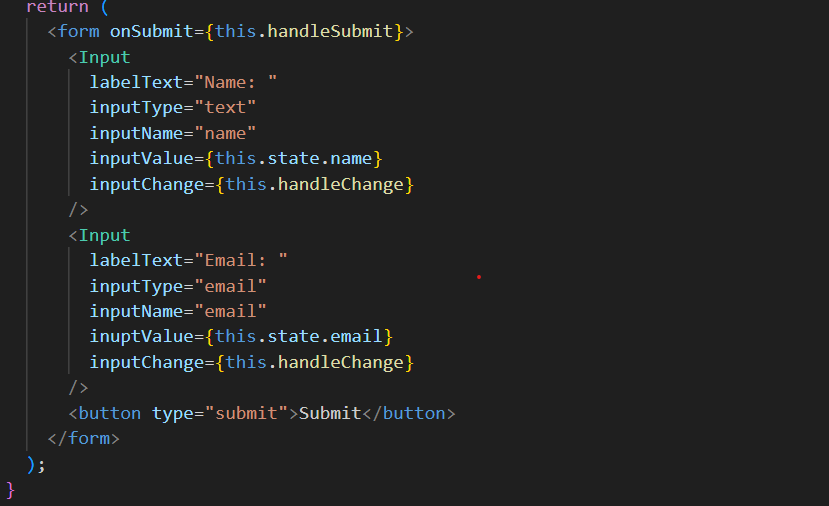 return (
<form onSubmit={this.handleSubmit}>
<Input
labelText="Name: "
inputType="text"
inputName="name"
inputValue={this.state.name}
inputChange={this.handleChange}
/>
<Input
labelText="Email: "
inputType="email"
inputName="email"
inuptValue={this.state.email}
inputChange={this.handleChange}
/>
<button type="submit">Submit</button>
</form>
);
}